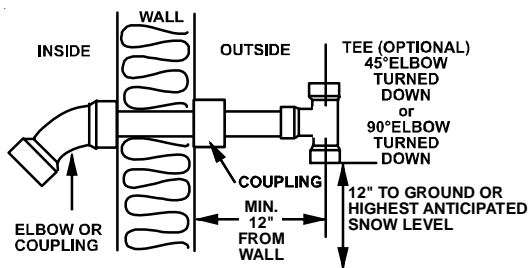 WALL
INSIDE
OUTSIDE
TEE (OPTIONAL)
45°ELBOW
TURNED
DOWN
or
90°ELBOW
TURNED
DOWN
COUPLING
MIN.
12"
FROM
WALL
12" TO GROUND OR
HIGHEST ANTICIPATED
SNOW LEVEL
ELBOW OR
COUPLING